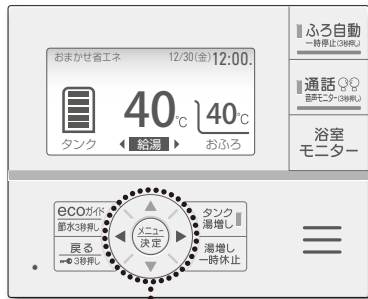 おまかせ省エネ 12/30(金)12:00.
40℃ 40℃
タンク 給湯 おふろ
ふろ自動
一時停止(3秒押し)
通話
音声モニター(3秒押し)
浴室
モニター
ecoガイド
節水3秒押し
戻る
3秒押し
メニュー
決定
タンク
湯増し
湯増し
一時休止